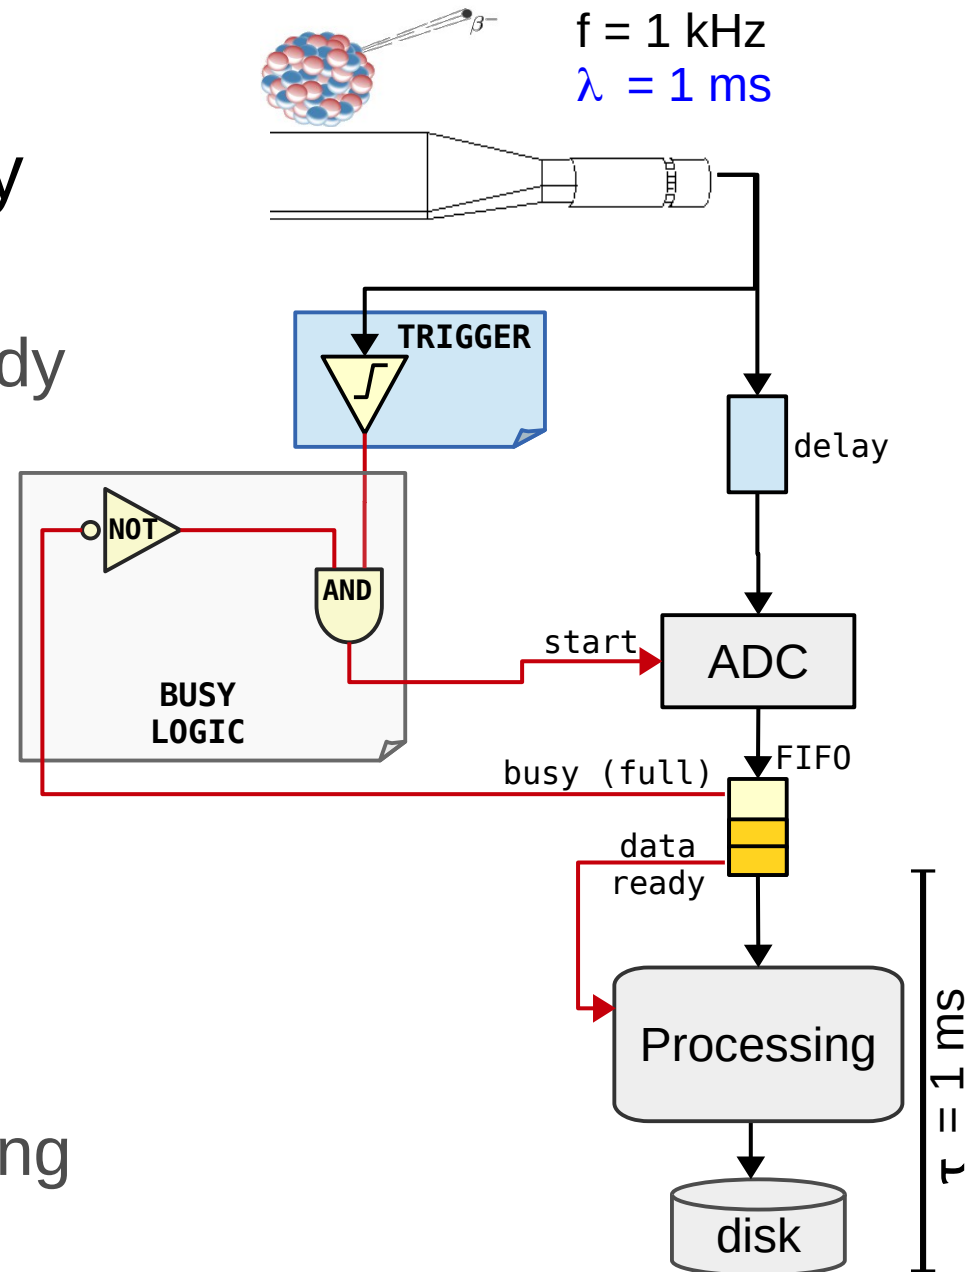 β⁻
f = 1 kHz
λ = 1 ms
y
TRIGGER
dy
delay
NOT
AND
start
ADC
BUSY
LOGIC
FIFO
busy (full)
data
ready
Processing
τ = 1 ms
ng
disk